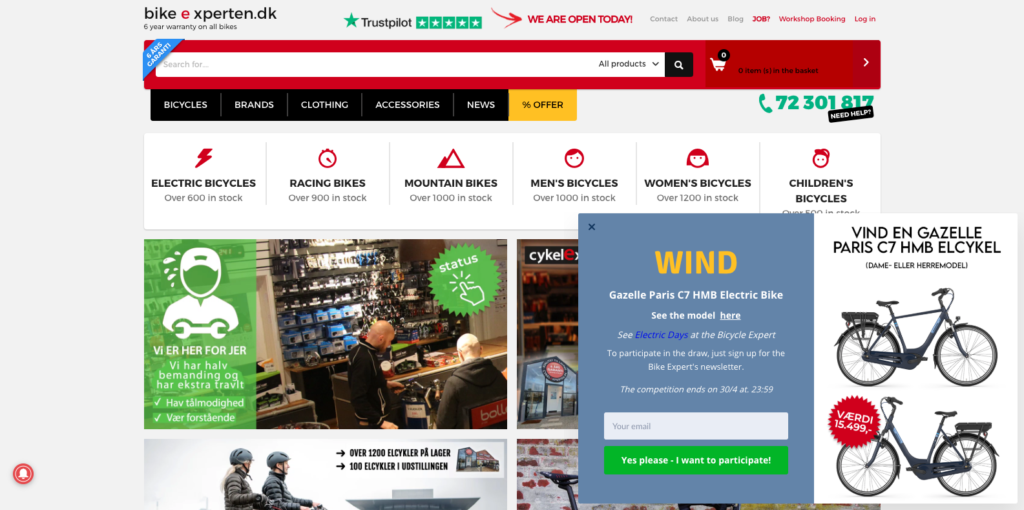 bike e xperten.dk
6 year warranty on all bikes
Trustpilot
WE ARE OPEN TODAY!
Contact About us Blog JOB? Workshop Booking Log in
6 ÅRS GARANTI
Search for...
All products
0
0 item (s) in the basket
BICYCLES BRANDS CLOTHING ACCESSORIES NEWS % OFFER
72 301 817
NEED HELP?
ELECTRIC BICYCLES
Over 600 in stock
RACING BIKES
Over 900 in stock
MOUNTAIN BIKES
Over 1000 in stock
MEN'S BICYCLES
Over 1000 in stock
WOMEN'S BICYCLES
Over 1200 in stock
CHILDREN'S
BICYCLES
Over 500 in stock
status
Vi ER HER FOR JER
Vi har halv
bemanding og
har ekstra travlt
Hav tålmodighed
Vær forstående
cykelex
→ OVER 1200 ELCYKLER PÅ LAGER
→ 100 ELCYKLER I UDSTILLINGEN
×
WIND
Gazelle Paris C7 HMB Electric Bike
See the model here
See Electric Days at the Bicycle Expert
To participate in the draw, just sign up for the
Bike Expert's newsletter.
The competition ends on 30/4 at. 23:59
Your email
Yes please - I want to participate!
VIND EN GAZELLE
PARIS C7 HMB ELCYKEL
(DAME- ELLER HERREMODEL)
VÆRDI
15.499,-